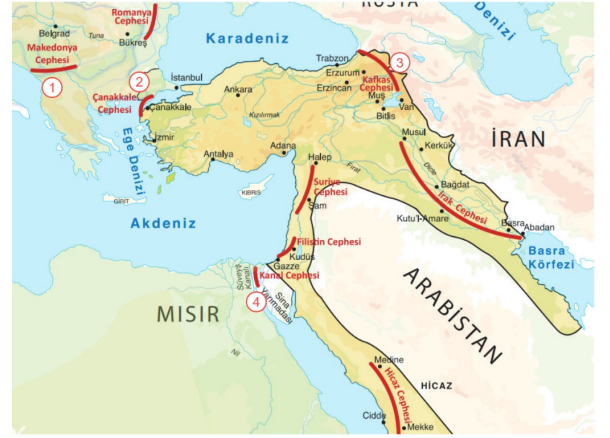 RUSYA
Romanya
Cephesi
Belgrad
Tuna
Bükreş
Makedonya
Cephesi
1
Karadeniz
Hazar
Denizi
Trabzon
3
Erzurum
Kafkas
Cephesi
Erzincan
Muş
Van
Bitlis
2
İstanbul
Çanakkale
Cephesi
Çanakkale
Ankara
Kızılırmak
Ege Denizi
İzmir
Antalya
Adana
Musul
Kerkük
İRAN
Halep
Fırat
Dicle
Suriye
Cephesi
Şam
Bağdat
Irak Cephesi
Kutu'l-Amare
Basra
Abadan
GİRİT
KIBRIS
Akdeniz
Filistin Cephesi
Kudüs
Gazze
Kanal Cephesi
Basra
Körfezi
Süveyş
Kanalı
4
Sina
Yarımadası
MISIR
Nil
ARABİSTAN
Medine
HİCAZ
Hicaz Cephesi
Cidde
Mekke